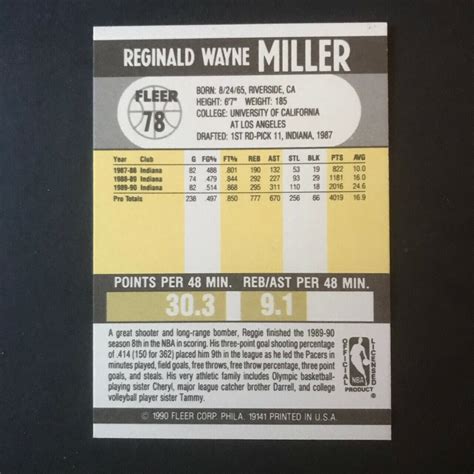 REGINALD WAYNE MILLER
FLEER
78
BORN: 8/24/65, RIVERSIDE, CA
HEIGHT: 6'7" WEIGHT: 185
COLLEGE: UNIVERSITY OF CALIFORNIA
AT LOS ANGELES
DRAFTED: 1ST RD-PICK 11, INDIANA, 1987
Year Club G FG% FT% REB AST STL BLK PTS AVG
1987-88 Indiana 82 488 .801 190 132 53 19 822 10.0
1988-89 Indiana 74 .479 .844 292 227 93 29 1181 16.0
1989-90 Indiana 82 .514 .868 295 311 110 18 2016 24.6
Pro Totals 238 .497 .850 777 670 256 66 4019 16.9
POINTS PER 48 MIN. REB/AST PER 48 MIN.
30.3 9.1
A great shooter and long-range bomber, Reggie finished the 1989-90
season 8th in the NBA in scoring. His three-point goal shooting percentage
of .414 (150 for 362) placed him 9th in the league as he led the Pacers in
minutes played, field goals, free throws, free throw percentage, three point
goals, steals. His very athletic family includes Olympic basketball-
playing sister Cheryl, major league catcher brother Darrell, and college
volleyball player sister Tammy.
OFFICIAL LICENSED
NBA
PRODUCT
© 1990 FLEER CORP. PHILA. 19141 PRINTED IN U.S.A.